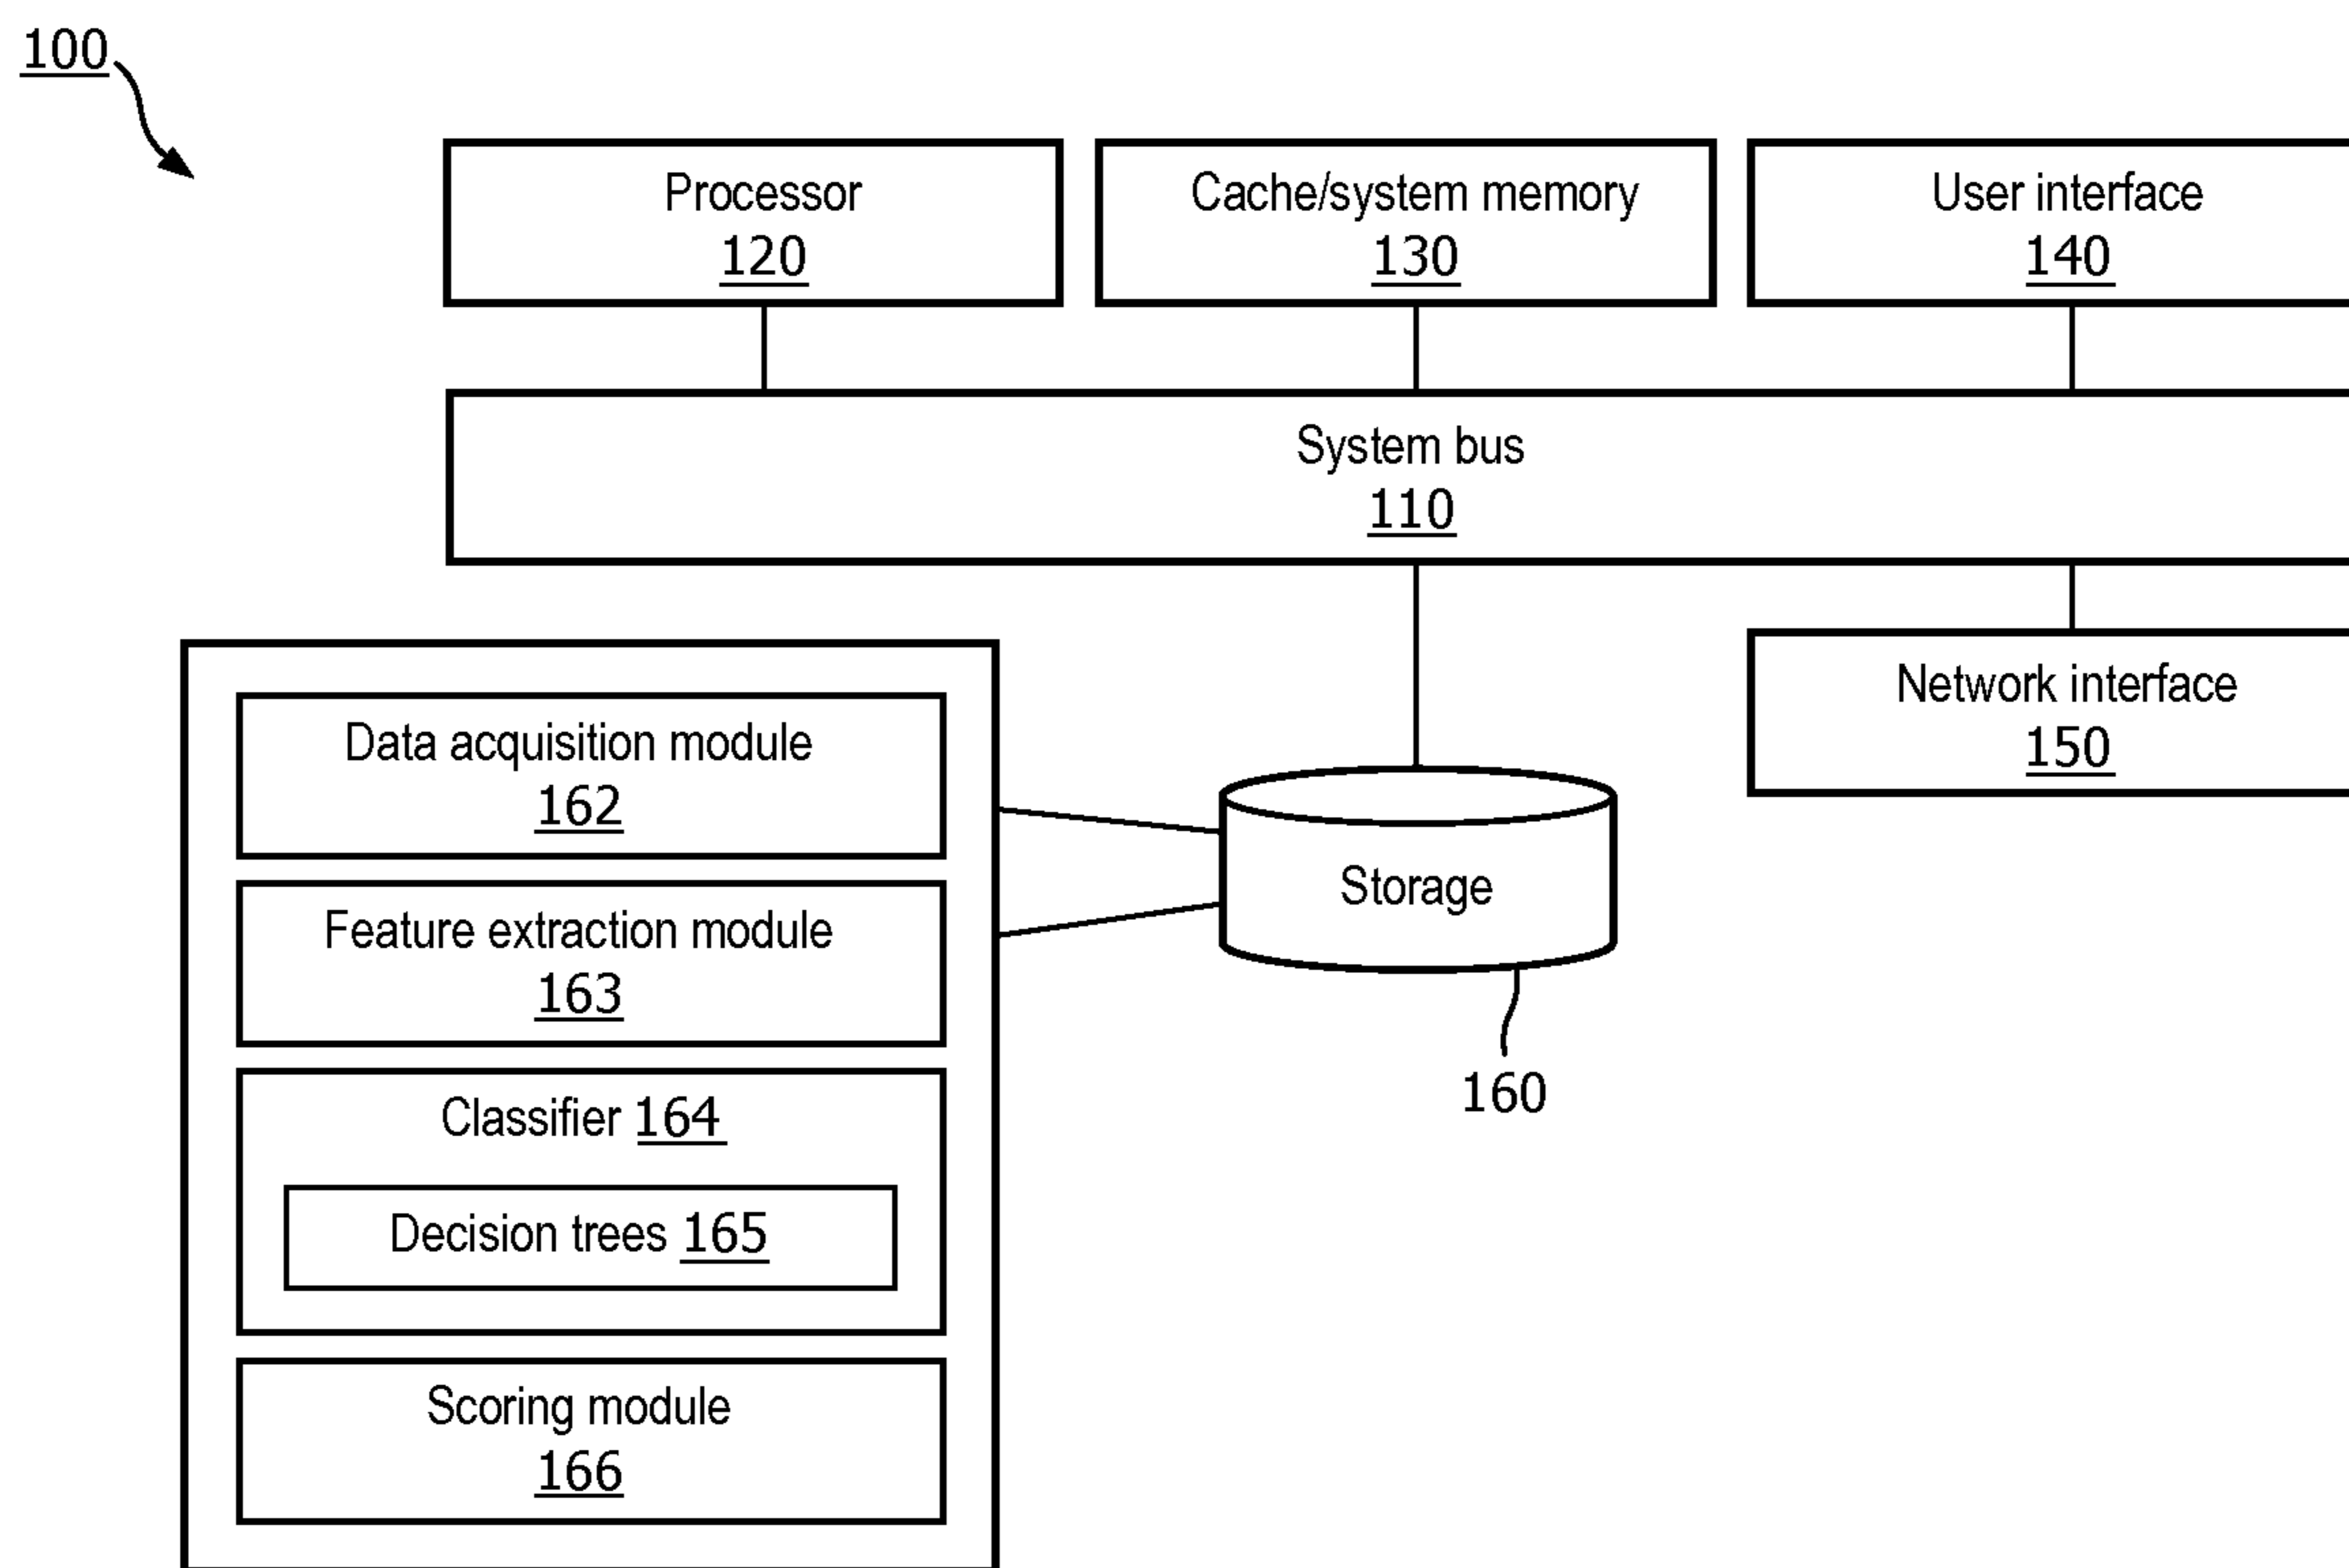 100
Processor
120
Cache/system memory
130
User interface
140
System bus
110
Network interface
150
Data acquisition module
162
Feature extraction module
163
Classifier 164
Decision trees 165
Scoring module
166
Storage
160